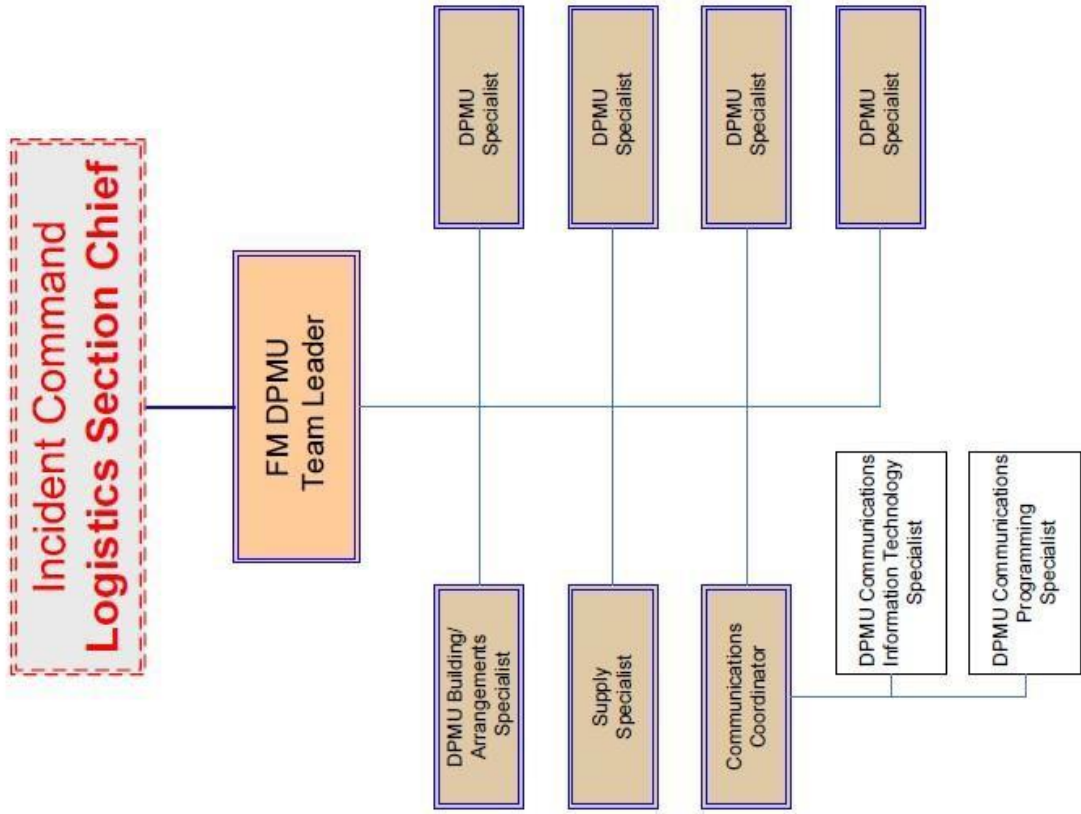 Incident Command
Logistics Section Chief
FM DPMU
Team Leader
DPMU Building/
Arrangements
Specialist
DPMU
Specialist
Supply
Specialist
DPMU
Specialist
Communications
Coordinator
DPMU
Specialist
DPMU Communications
Information Technology
Specialist
DPMU
Specialist
DPMU Communications
Programming
Specialist